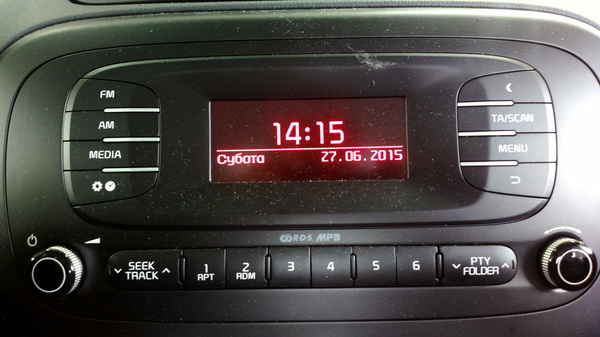 FM
AM
MEDIA
14:15
Субота 27.06.2015
TA/SCAN
MENU
R·D·S MP3
SEEK
TRACK
1
RPT
2
RDM
3
4
5
6
PTY
FOLDER